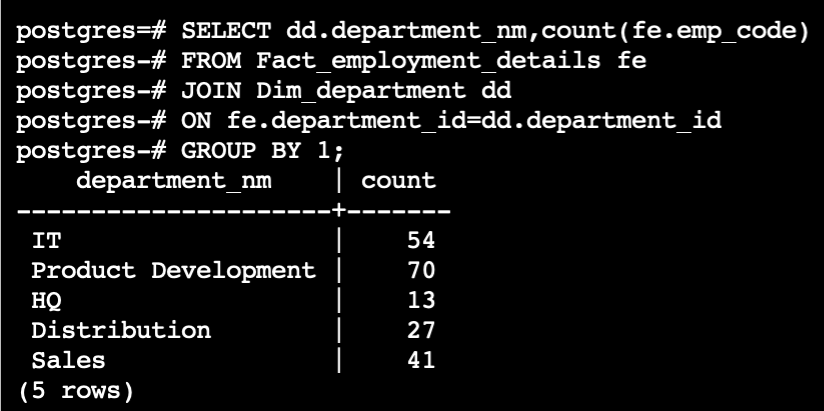 postgres=# SELECT dd.department_nm,count(fe.emp_code)
postgres-# FROM Fact_employment_details fe
postgres-# JOIN Dim_department dd
postgres-# ON fe.department_id=dd.department_id
postgres-# GROUP BY 1;
    department_nm    | count
---------------------+-------
 IT                  |    54
 Product Development |    70
 HQ                  |    13
 Distribution        |    27
 Sales               |    41
(5 rows)